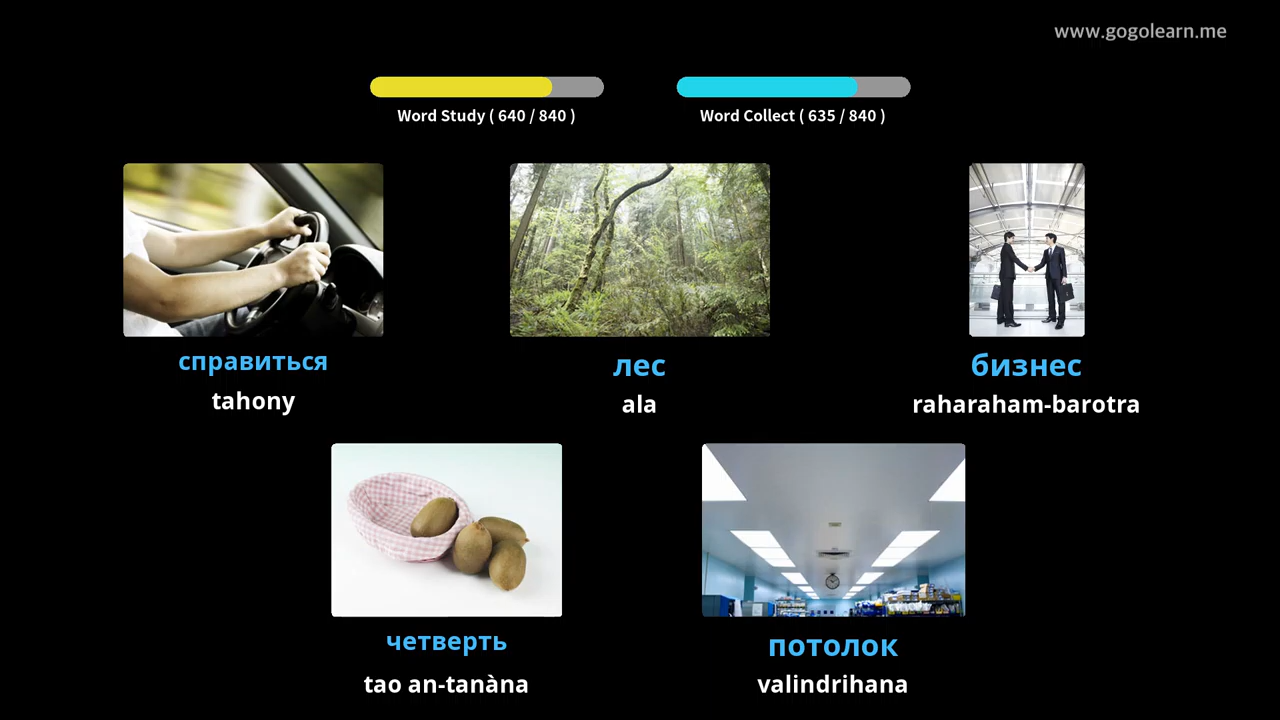 www.gogolearn.me
Word Study ( 640 / 840 )
Word Collect ( 635 / 840 )
справиться
tahony
лес
ala
бизнес
raharaham-barotra
четверть
tao an-tanàna
потолок
valindrihana